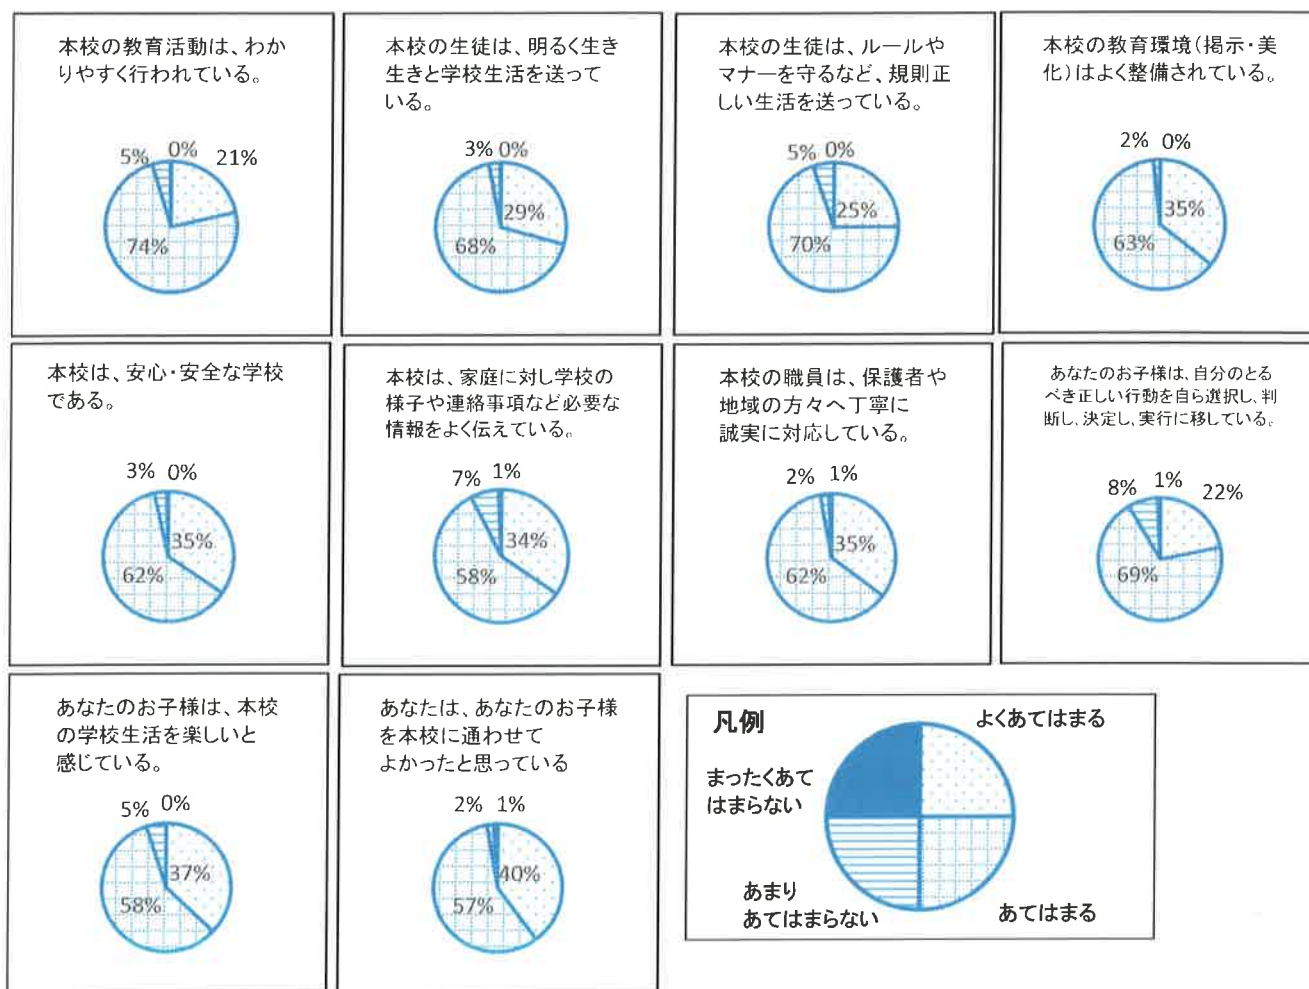 本校の教育活動は、わか
りやすく行われている。
5%
0%
21%
74%
本校の生徒は、明るく生き
生きと学校生活を送って
いる。
3%
0%
29%
68%
本校の生徒は、ルールや
マナーを守るなど、規則正
しい生活を送っている。
5%
0%
25%
70%
本校の教育環境(掲示・美
化)はよく整備されている。
2%
0%
35%
63%
本校は、安心・安全な学校
である。
3%
0%
35%
62%
本校は、家庭に対し学校の
様子や連絡事項など必要な
情報をよく伝えている。
7%
1%
34%
58%
本校の職員は、保護者や
地域の方々へ丁寧に
誠実に対応している。
2%
1%
35%
62%
あなたのお子様は、自分のとる
べき正しい行動を自ら選択し、判
断し、決定し、実行に移している。
8%
1%
22%
69%
あなたのお子様は、本校
の学校生活を楽しいと
感じている。
5%
0%
37%
58%
あなたは、あなたのお子様
を本校に通わせて
よかったと思っている
2%
1%
40%
57%
凡例
よくあてはまる
まったくあて
はまらない
あまり
あてはまらない
あてはまる